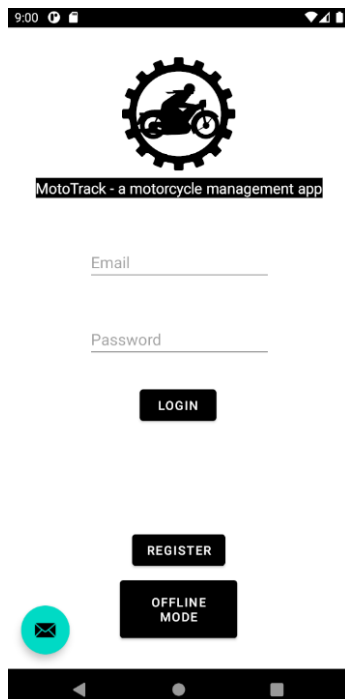 9:00
MotoTrack - a motorcycle management app
Email
Password
LOGIN
REGISTER
OFFLINE
MODE